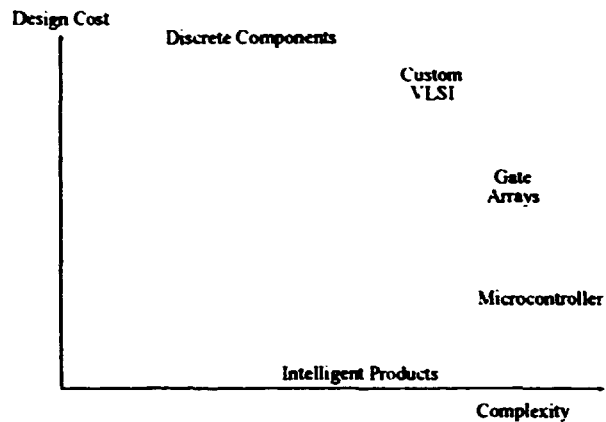 Design Cost
Discrete Components
Custom
VLSI
Gate
Arrays
Microcontroller
Intelligent Products
Complexity